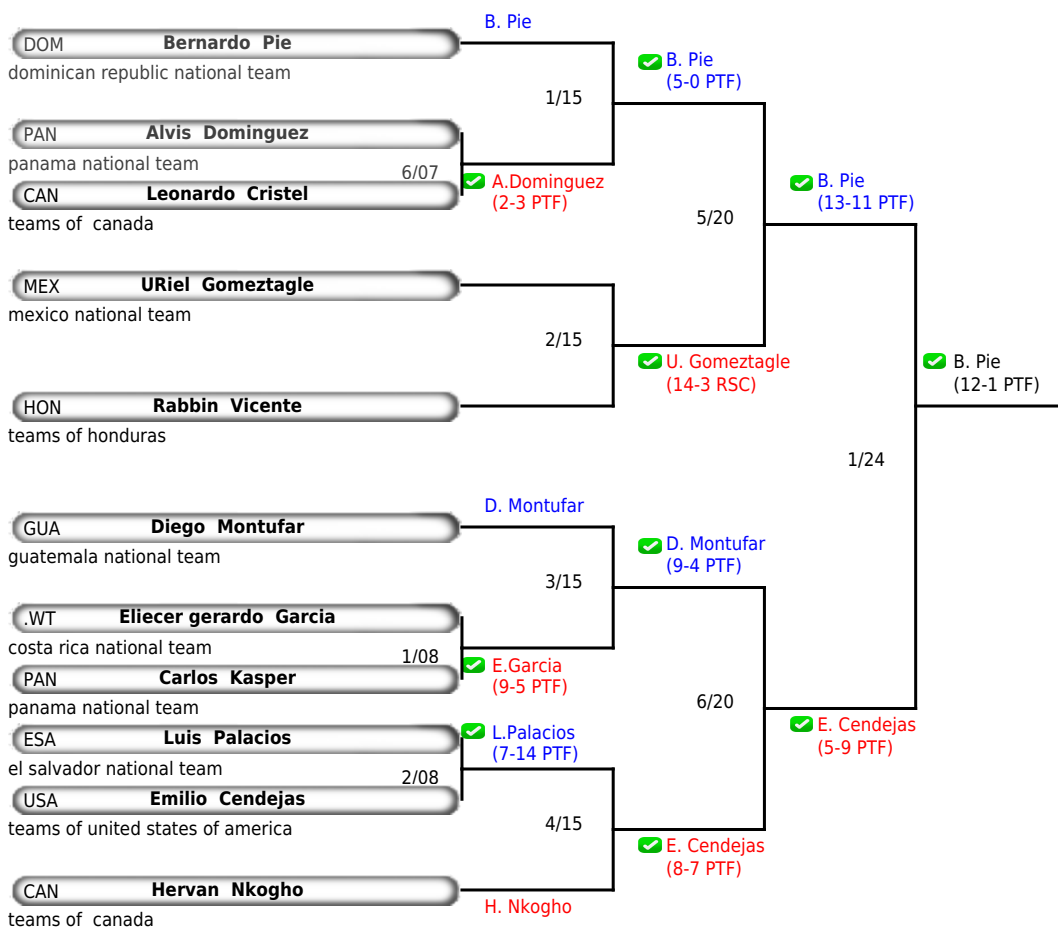 B. Pie
DOM Bernardo Pie
dominican republic national team
B. Pie
(5-0 PTF)
1/15
PAN Alvis Dominguez
panama national team
6/07
A.Dominguez
(2-3 PTF)
CAN Leonardo Cristel
teams of canada
B. Pie
(13-11 PTF)
5/20
MEX URiel Gomeztagle
mexico national team
2/15
U. Gomeztagle
(14-3 RSC)
B. Pie
(12-1 PTF)
HON Rabbin Vicente
teams of honduras
1/24
D. Montufar
GUA Diego Montufar
guatemala national team
D. Montufar
(9-4 PTF)
3/15
.WT Eliecer gerardo Garcia
costa rica national team
1/08
E.Garcia
(9-5 PTF)
PAN Carlos Kasper
panama national team
6/20
ESA Luis Palacios
el salvador national team
L.Palacios
(7-14 PTF)
E. Cendejas
(5-9 PTF)
2/08
USA Emilio Cendejas
teams of united states of america
4/15
E. Cendejas
(8-7 PTF)
CAN Hervan Nkogho
teams of canada
H. Nkogho